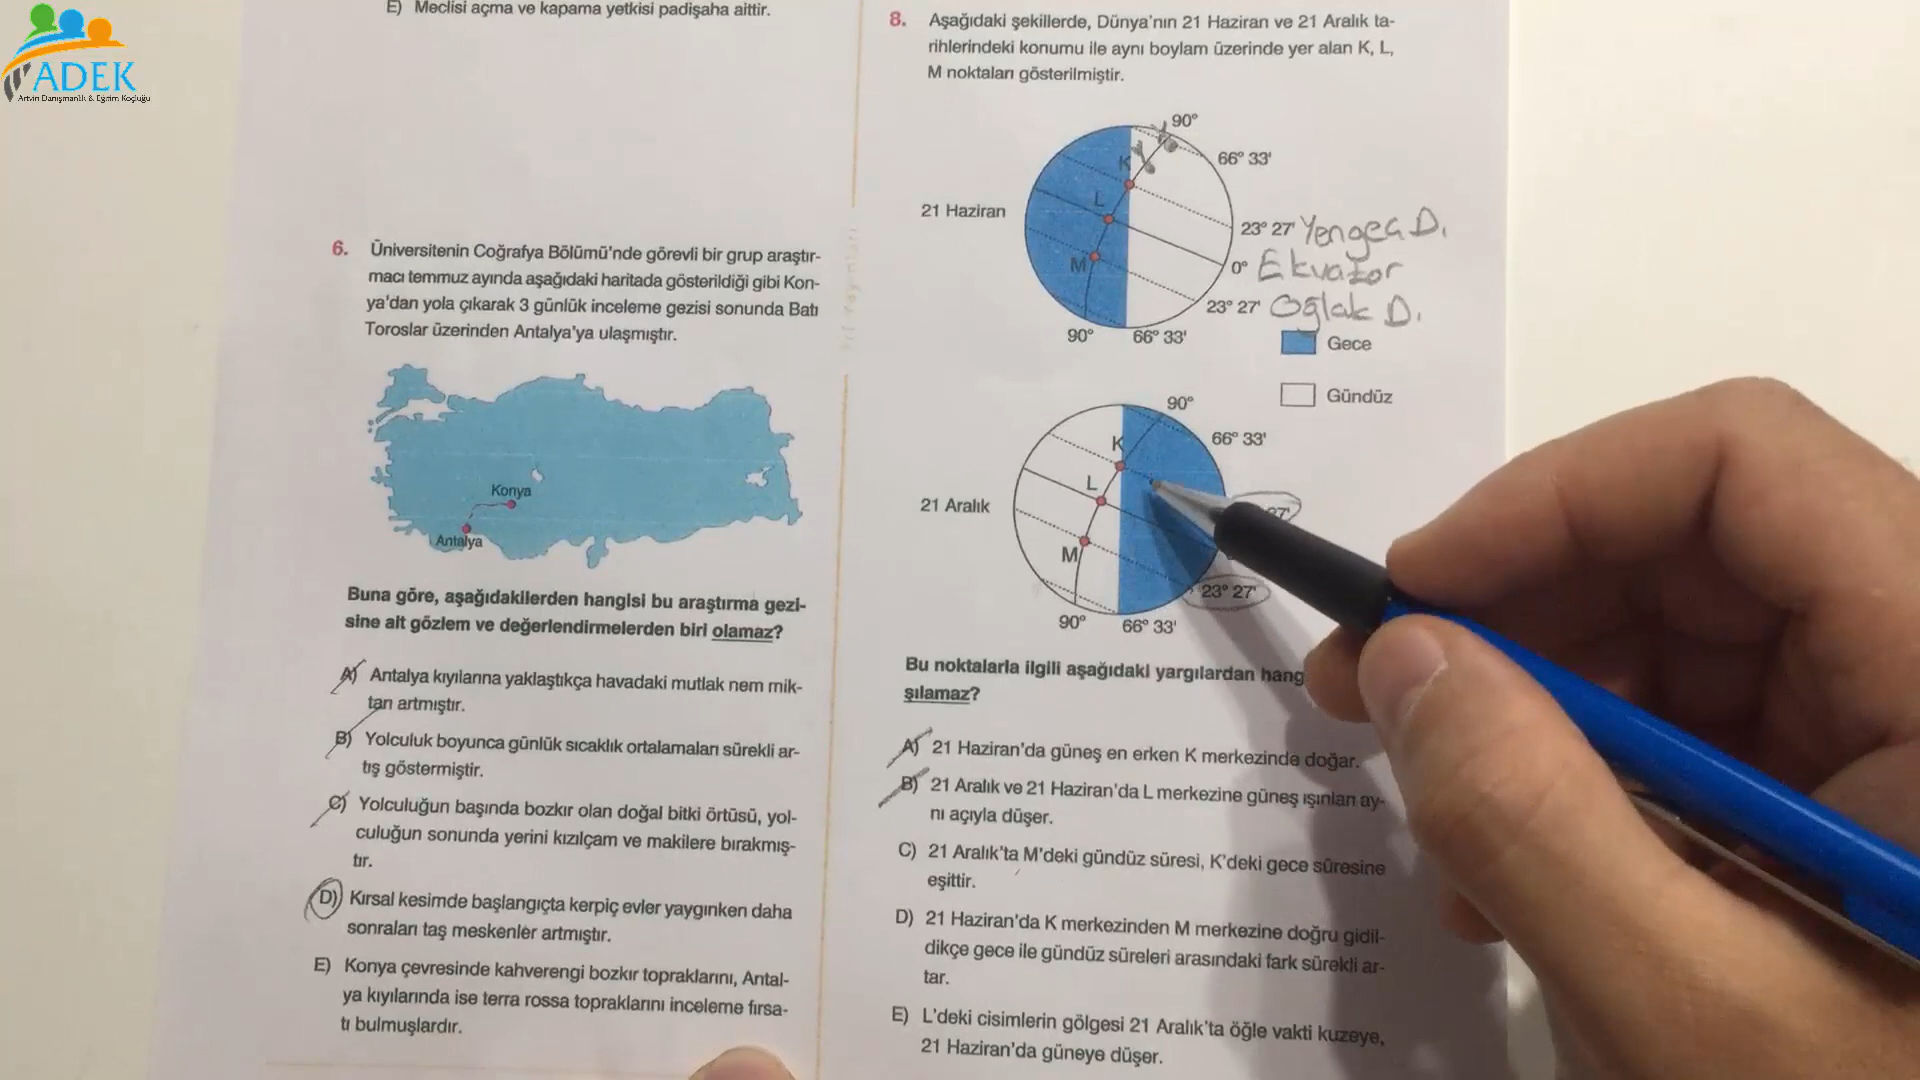 ADEK
Artvin Danışmanlık & Eğitim Koçluğu
E) Meclisi açma ve kapama yetkisi padişaha aittir.
6. Üniversitenin Coğrafya Bölümü'nde görevli bir grup araştır-
macı temmuz ayında aşağıdaki haritada gösterildiği gibi Kon-
ya'dan yola çıkarak 3 günlük inceleme gezisi sonunda Batı
Toroslar üzerinden Antalya'ya ulaşmıştır.
Konya
Antalya
Buna göre, aşağıdakilerden hangisi bu araştırma gezi-
sine ait gözlem ve değerlendirmelerden biri olamaz?
A) Antalya kıyılarına yaklaştıkça havadaki mutlak nem mik-
tarı artmıştır.
B) Yolculuk boyunca günlük sıcaklık ortalamaları sürekli ar-
tış göstermiştir.
C) Yolculuğun başında bozkır olan doğal bitki örtüsü, yol-
culuğun sonunda yerini kızılçam ve makilere bırakmış-
tır.
D) Kırsal kesimde başlangıçta kerpiç evler yaygınken daha
sonraları taş meskenler artmıştır.
E) Konya çevresinde kahverengi bozkır topraklarını, Antal-
ya kıyılarında ise terra rossa topraklarını inceleme fırsa-
tı bulmuşlardır.
8. Aşağıdaki şekillerde, Dünya'nın 21 Haziran ve 21 Aralık ta-
rihlerindeki konumu ile aynı boylam üzerinde yer alan K, L,
M noktaları gösterilmiştir.
90°
66° 33'
K
L
21 Haziran
23° 27' Yengeç D.
M
0° Ekvator
23° 27' Oğlak D.
90°
66° 33'
Gece
Gündüz
90°
66° 33'
K
L
21 Aralık
27'
M
23° 27'
90°
66° 33'
Bu noktalarla ilgili aşağıdaki yargılardan hang
şılamaz?
A) 21 Haziran'da güneş en erken K merkezinde doğar.
B) 21 Aralık ve 21 Haziran'da L merkezine güneş ışınları ay-
nı açıyla düşer.
C) 21 Aralık'ta M'deki gündüz süresi, K'deki gece süresine
eşittir.
D) 21 Haziran'da K merkezinden M merkezine doğru gidil-
dikçe gece ile gündüz süreleri arasındaki fark sürekli ar-
tar.
E) L'deki cisimlerin gölgesi 21 Aralık'ta öğle vakti kuzeye,
21 Haziran'da güneye düşer.